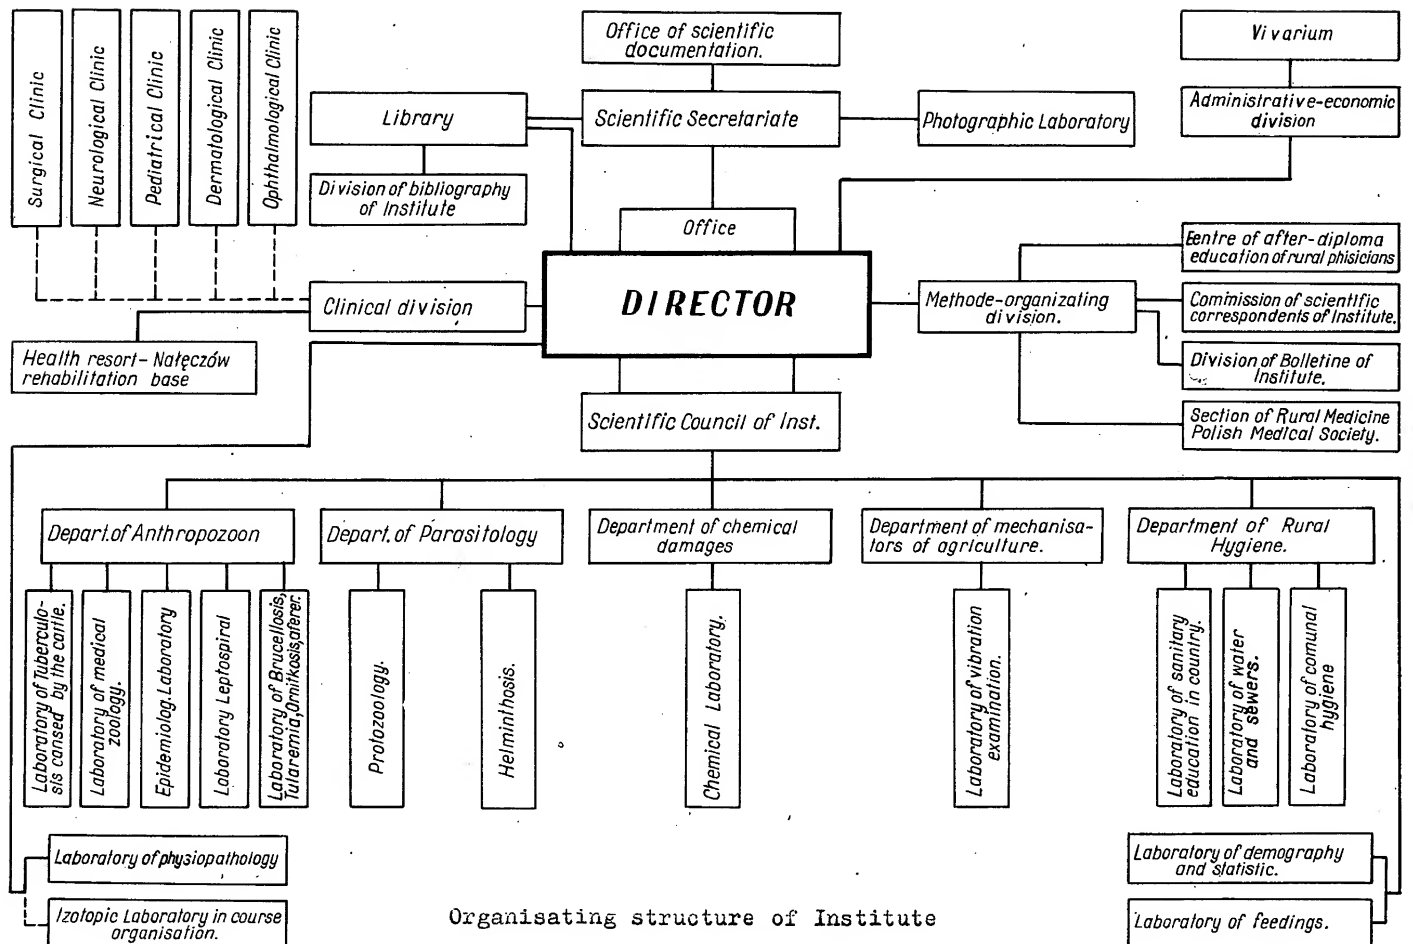 Surgical Clinic
Neurological Clinic
Pediatrical Clinic
Dermatological Clinic
Ophthalmological Clinic
Office of scientific
documentation.
Vivarium
Library
Scientific Secretariate
Photographic Laboratory
Administrative-economic
division
Division of bibliography
of Institute
Office
Eentre of after-diploma
education of rural phisicians
Clinical division
DIRECTOR
Methode-organizating
division.
Commission of scientific
correspondents of Institute.
Health resort - Nałęczów
rehabilitation base
Division of Bolletine of
Institute.
Scientific Council of Inst.
Section of Rural Medicine
Polish Medical Society.
Depart. of Anthropozoon
Depart. of Parasitology
Department of chemical
damages
Department of mechanisa-
tors of agriculture.
Department of Rural
Hygiene.
Laboratory of Tuberculo-
sis cansed by the cartle.
Laboratory of medical
zoology.
Epidemiolog. Laboratory
Laboratory Leptospiral
Laboratory of Brucellosis,
Tularemia, Ornitkosis, aferer.
Protozoology.
Helminthosis.
Chemical Laboratory.
Laboratory of vibration
examination.
Laboratory of sanitary
education in country.
Laboratory of water
and sewers.
Laboratory of comunal
hygiene
Laboratory of physiopathology
Izotopic Laboratory in course
organisation.
Laboratory of demography
and statistic.
Laboratory of feedings.
Organisating structure of Institute